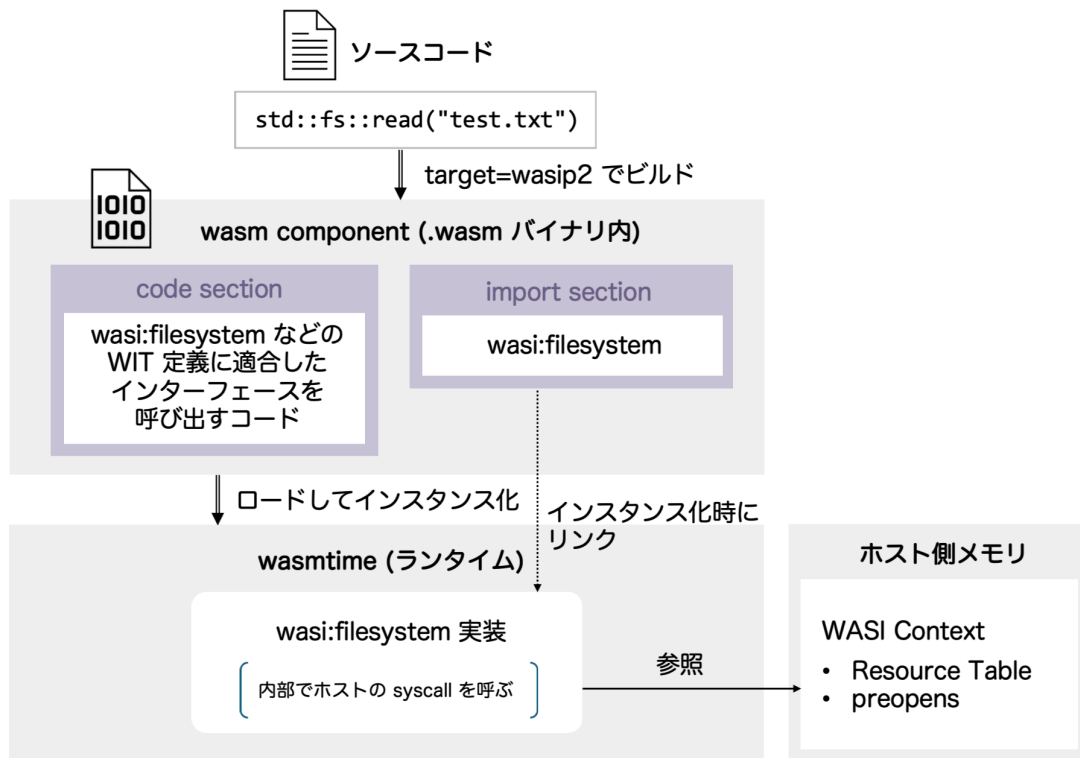 ソースコード
std::fs::read("test.txt")
target=wasip2 でビルド
1010
1010
wasm component (.wasm バイナリ内)
code section
wasi:filesystem などの
WIT 定義に適合した
インターフェースを
呼び出すコード
import section
wasi:filesystem
ロードしてインスタンス化
インスタンス化時に
リンク
wasmtime (ランタイム)
wasi:filesystem 実装
内部でホストの syscall を呼ぶ
参照
ホスト側メモリ
WASI Context
• Resource Table
• preopens